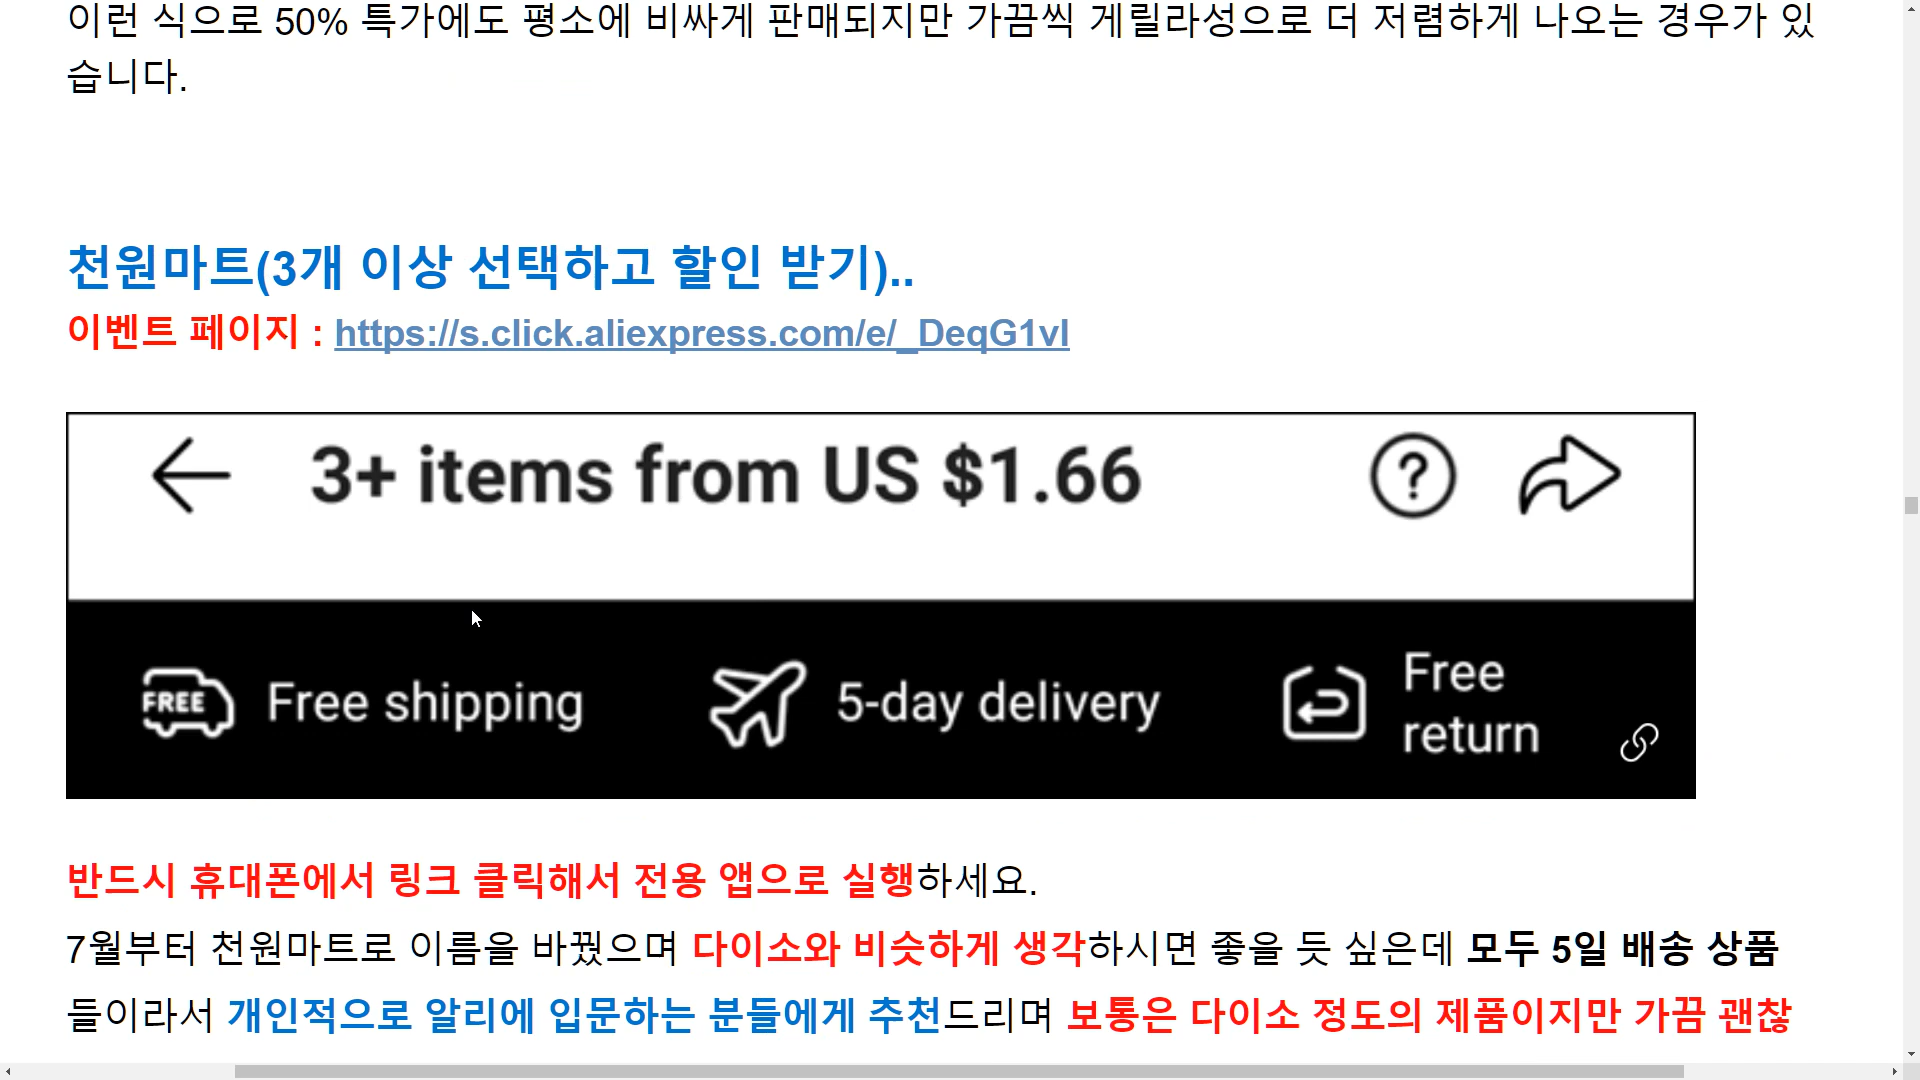 이런 식으로 50% 특가에도 평소에 비싸게 판매되지만 가끔씩 게릴라성으로 더 저렴하게 나오는 경우가 있
습니다.
천원마트(3개 이상 선택하고 할인 받기)..
이벤트 페이지 : https://s.click.aliexpress.com/e/_DeqG1vl
3+ items from US $1.66
FREE Free shipping
5-day delivery
Free
return
반드시 휴대폰에서 링크 클릭해서 전용 앱으로 실행하세요.
7월부터 천원마트로 이름을 바꿨으며 다이소와 비슷하게 생각하시면 좋을 듯 싶은데 모두 5일 배송 상품
들이라서 개인적으로 알리에 입문하는 분들에게 추천드리며 보통은 다이소 정도의 제품이지만 가끔 괜찮